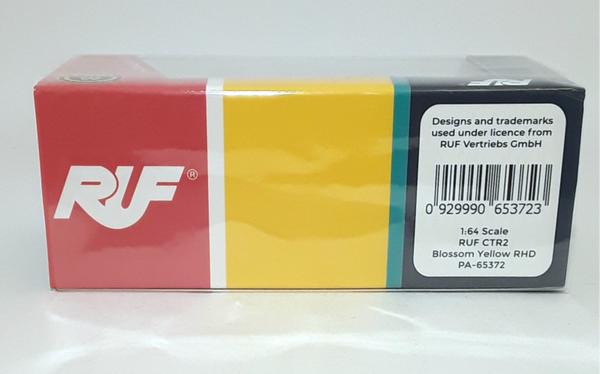 RUF
RUF®
Designs and trademarks
used under licence from
RUF Vertriebs GmbH
0 929990 653723
1:64 Scale
RUF CTR2
Blossom Yellow RHD
PA-65372